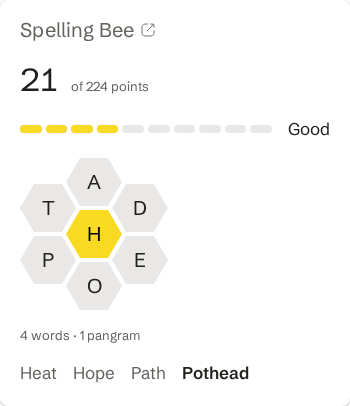 Spelling Bee
21 of 224 points
Good
A
T D
H
P E
O
4 words · 1 pangram
Heat Hope Path Pothead